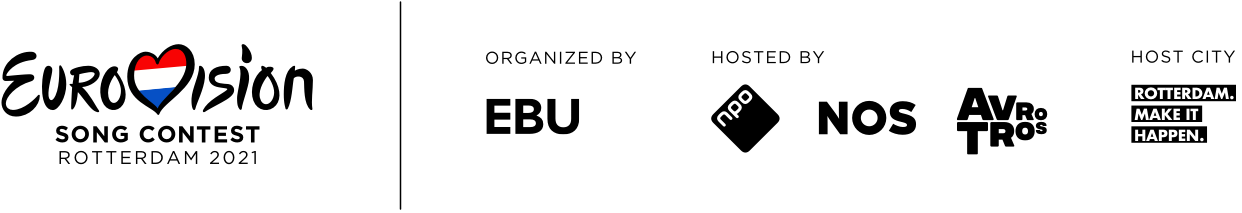 EUROVISION
SONG CONTEST
ROTTERDAM 2021
ORGANIZED BY
EBU
HOSTED BY
npo
NOS
AVRO
TROS
HOST CITY
ROTTERDAM.
MAKE IT
HAPPEN.